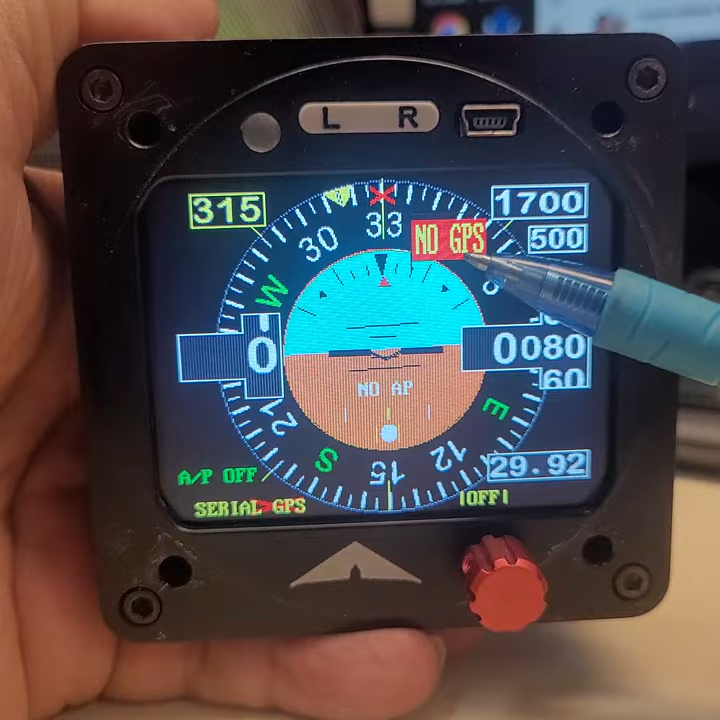 L R
315
1700
33
NO GPS
500
30
W
0
0080
60
NO AP
21
E
12
S
15
29.92
A/P OFF
SERIAL>GPS
OFF